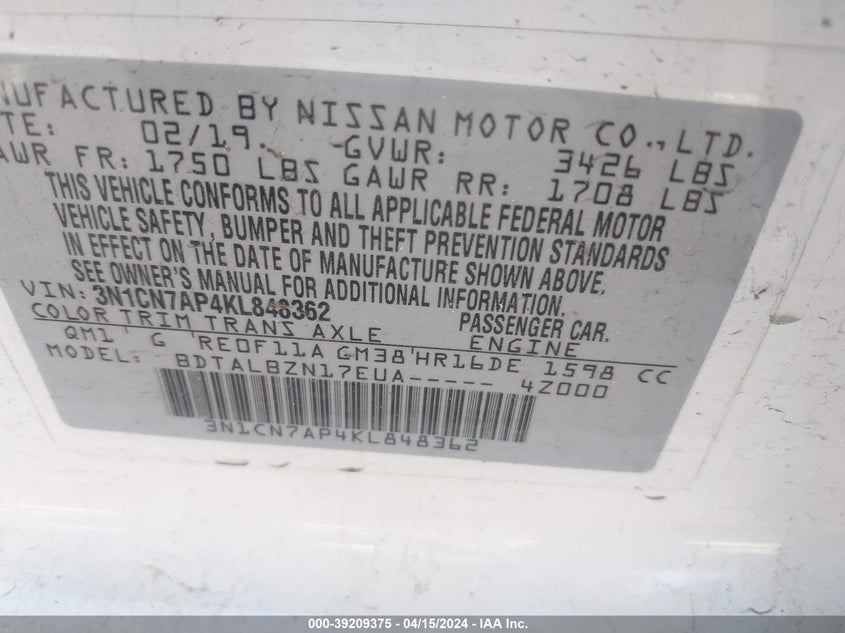 NUFACTURED BY NISSAN MOTOR CO., LTD.
TE: 02/19. GVWR: 3426 LBS
AWR FR: 1750 LBS GAWR RR: 1708 LBS
THIS VEHICLE CONFORMS TO ALL APPLICABLE FEDERAL MOTOR
VEHICLE SAFETY, BUMPER AND THEFT PREVENTION STANDARDS
IN EFFECT ON THE DATE OF MANUFACTURE SHOWN ABOVE.
SEE OWNER'S MANUAL FOR ADDITIONAL INFORMATION.
VIN: 3N1CN7AP4KL848362 PASSENGER CAR.
COLOR TRIM TRANS AXLE ENGINE
QM1 G RE0F11A GM38 HR16DE 1598 CC
MODEL: BDTALBZN17EUA----- 4Z000
3N1CN7AP4KL848362
000-39209375 - 04/15/2024 - IAA Inc.